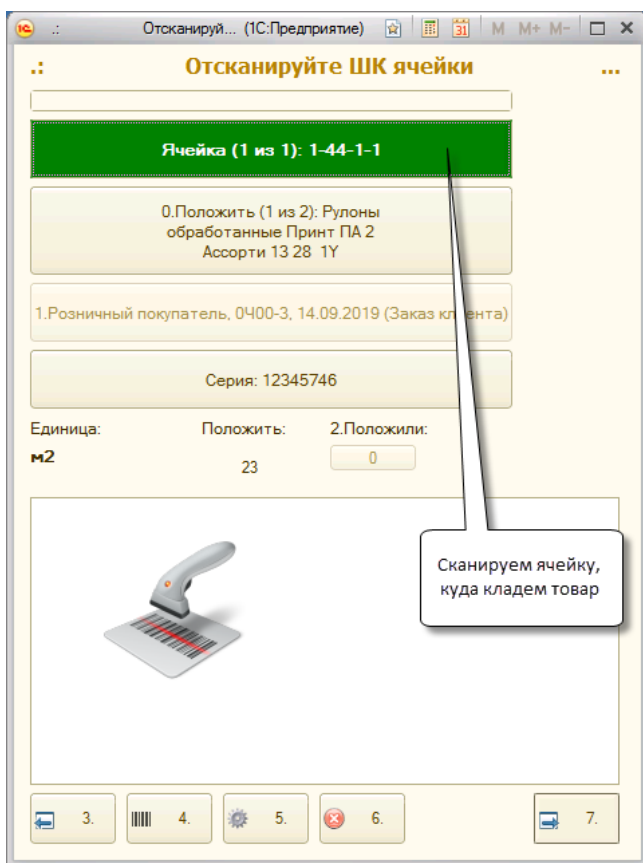 .: Отсканируй... (1С:Предприятие) 31 M M+ M-
.: Отсканируйте ШК ячейки ...
Ячейка (1 из 1): 1-44-1-1
0.Положить (1 из 2): Рулоны
обработанные Принт ПА 2
Ассорти 13 28 1Y
1.Розничный покупатель, 0Ч00-3, 14.09.2019 (Заказ клиента)
Серия: 12345746
Единица: Положить: 2.Положили:
м2 23 0
Сканируем ячейку,
куда кладем товар
3. 4. 5. 6. 7.